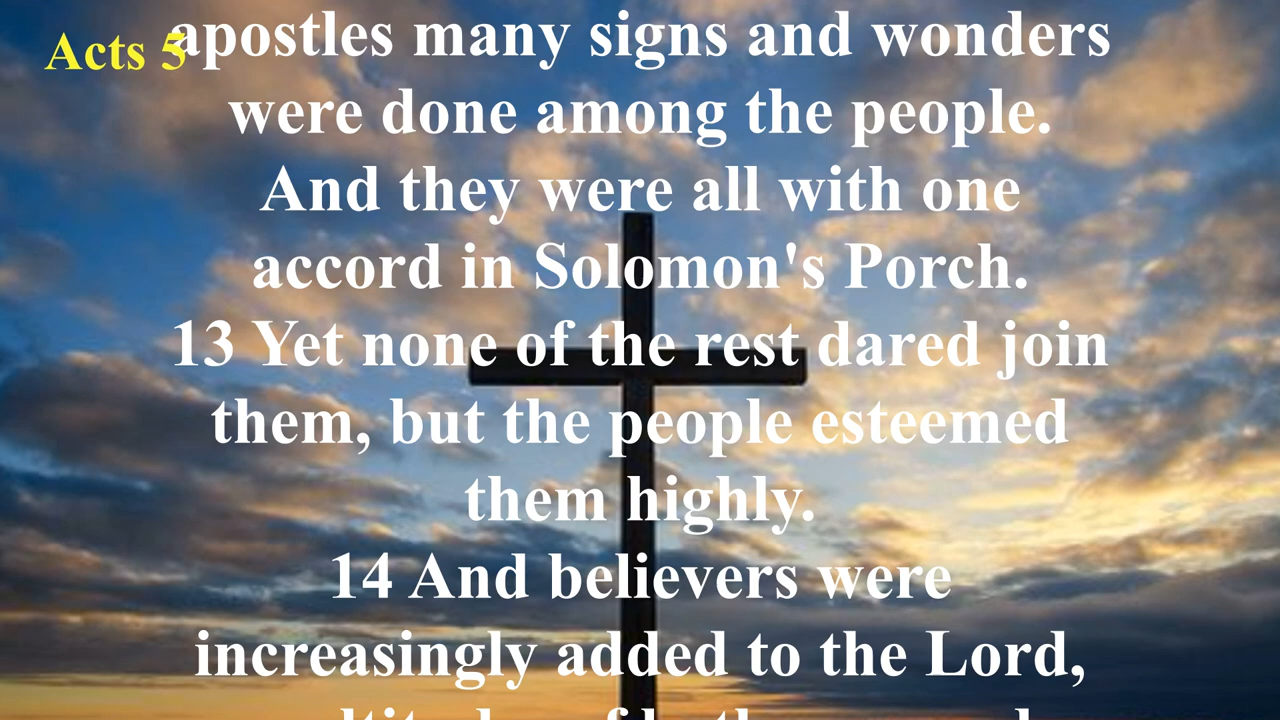 Acts 5
apostles many signs and wonders
were done among the people.
And they were all with one
accord in Solomon's Porch.
13 Yet none of the rest dared join
them, but the people esteemed
them highly.
14 And believers were
increasingly added to the Lord,